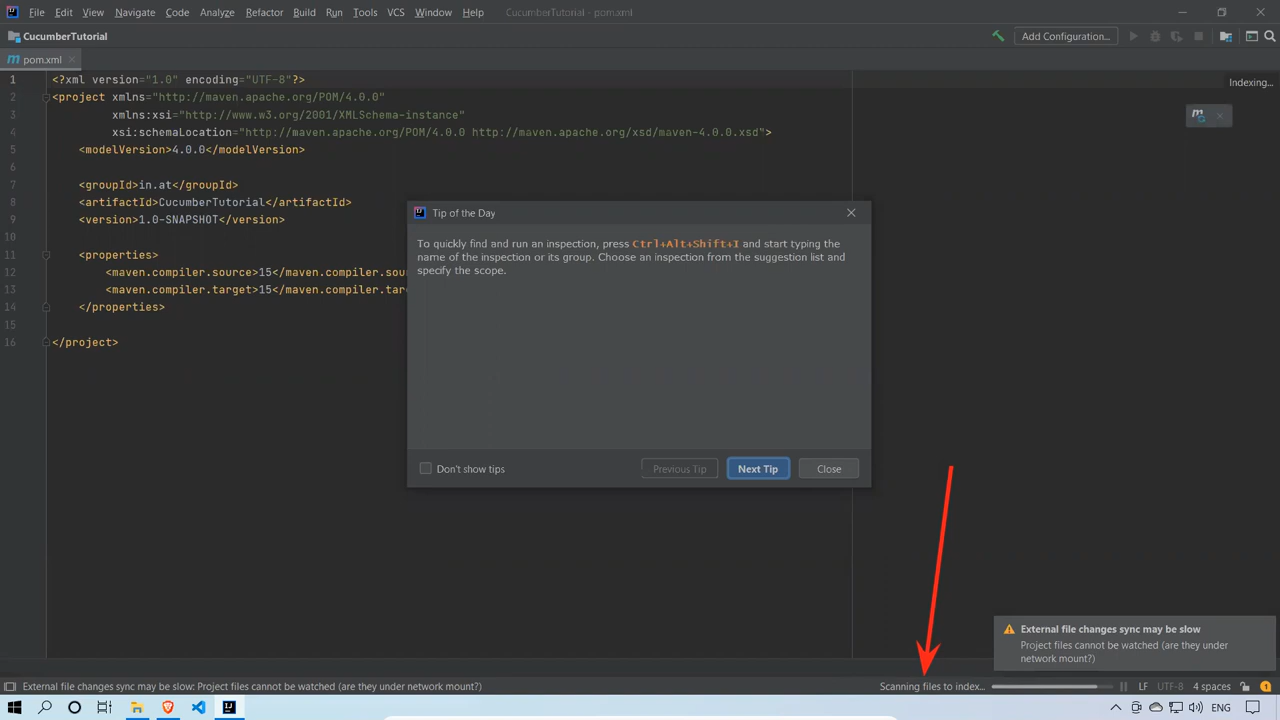 File Edit View Navigate Code Analyze Refactor Build Run Tools VCS Window Help CucumberTutorial - pom.xml
CucumberTutorial
Add Configuration...
pom.xml
1 <?xml version="1.0" encoding="UTF-8"?>
2 <project xmlns="http://maven.apache.org/POM/4.0.0"
3 xmlns:xsi="http://www.w3.org/2001/XMLSchema-instance"
4 xsi:schemaLocation="http://maven.apache.org/POM/4.0.0 http://maven.apache.org/xsd/maven-4.0.0.xsd">
5 <modelVersion>4.0.0</modelVersion>
6
7 <groupId>in.at</groupId>
8 <artifactId>CucumberTutorial</artifactId>
9 <version>1.0-SNAPSHOT</version>
10
11 <properties>
12 <maven.compiler.source>15</maven.compiler.sou
13 <maven.compiler.target>15</maven.compiler.tar
14 </properties>
15
16 </project>
Indexing...
Tip of the Day
To quickly find and run an inspection, press Ctrl+Alt+Shift+I and start typing the
name of the inspection or its group. Choose an inspection from the suggestion list and
specify the scope.
Don't show tips
Previous Tip
Next Tip
Close
External file changes sync may be slow
Project files cannot be watched (are they under
network mount?)
External file changes sync may be slow: Project files cannot be watched (are they under network mount?)
Scanning files to index...
LF UTF-8 4 spaces
1
ENG